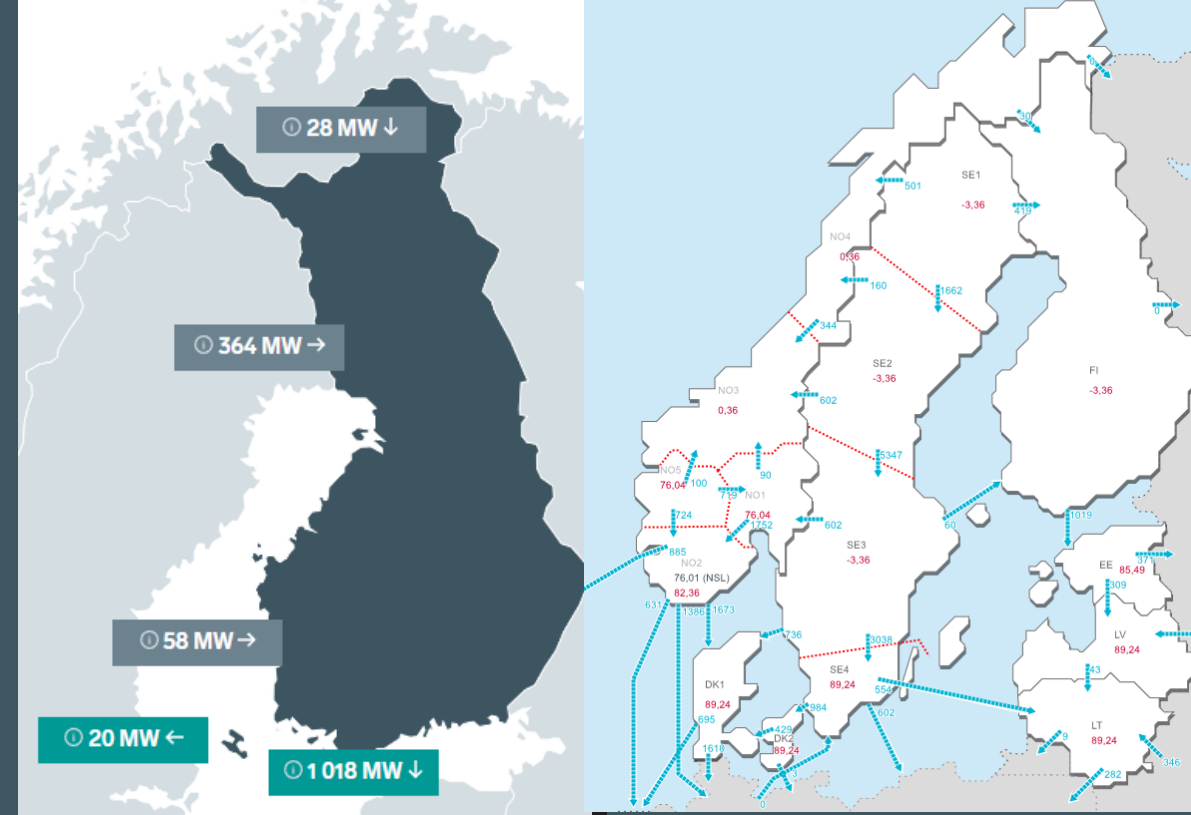 28 MW ↓
364 MW →
58 MW →
20 MW ←
1 018 MW ↓
0
30
SE1
-3,36
501
419
NO4
0,36
160
1662
0
344
SE2
-3,36
FI
-3,36
NO3
0,36
602
5347
NO5
76,04
100
90
719
NO1
76,04
724
1752
602
60
1019
885
SE3
-3,36
NO2
76,01 (NSL)
82,36
EE
85,49
371
309
631
1386
1673
736
3038
LV
89,24
SE4
89,24
43
DK1
89,24
554
602
984
695
429
DK2
89,24
LT
89,24
9
346
1618
3
282
0